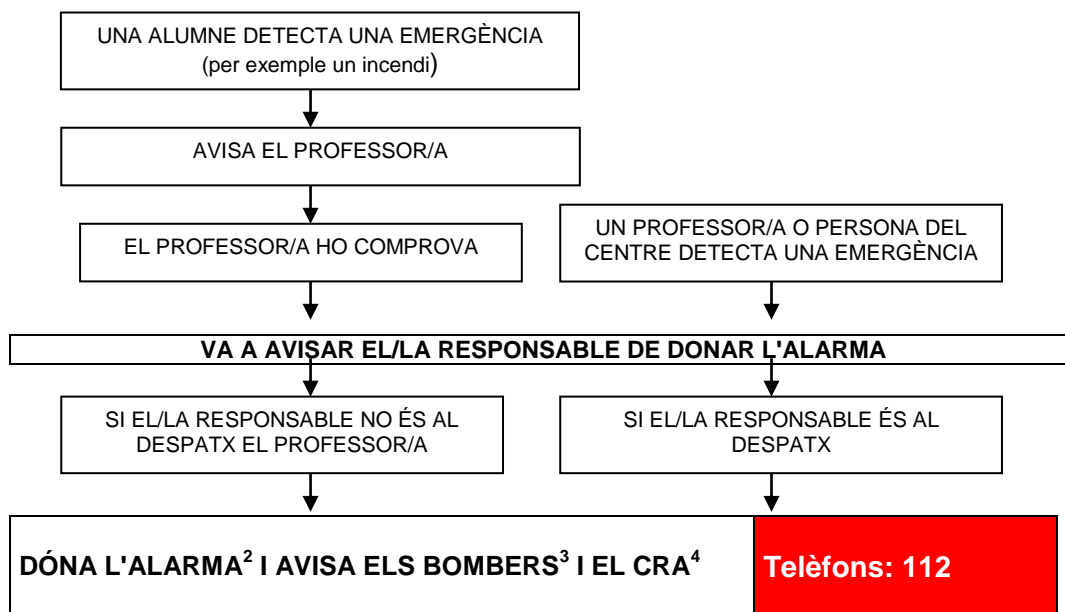 UNA ALUMNE DETECTA UNA EMERGÈNCIA
(per exemple un incendi)
AVISA EL PROFESSOR/A
EL PROFESSOR/A HO COMPROVA
UN PROFESSOR/A O PERSONA DEL
CENTRE DETECTA UNA EMERGÈNCIA
VA A AVISAR EL/LA RESPONSABLE DE DONAR L'ALARMA
SI EL/LA RESPONSABLE NO ÉS AL
DESPATX EL PROFESSOR/A
SI EL/LA RESPONSABLE ÉS AL
DESPATX
DÓNA L'ALARMA² I AVISA ELS BOMBERS³ I EL CRA⁴
Telèfons: 112